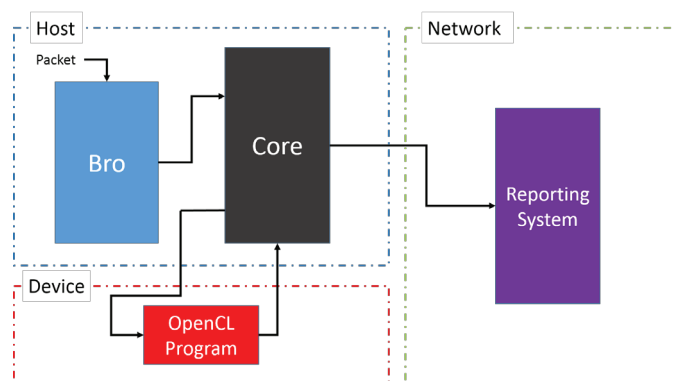 Host
Network
Packet
Bro
Core
Reporting
System
Device
OpenCL
Program